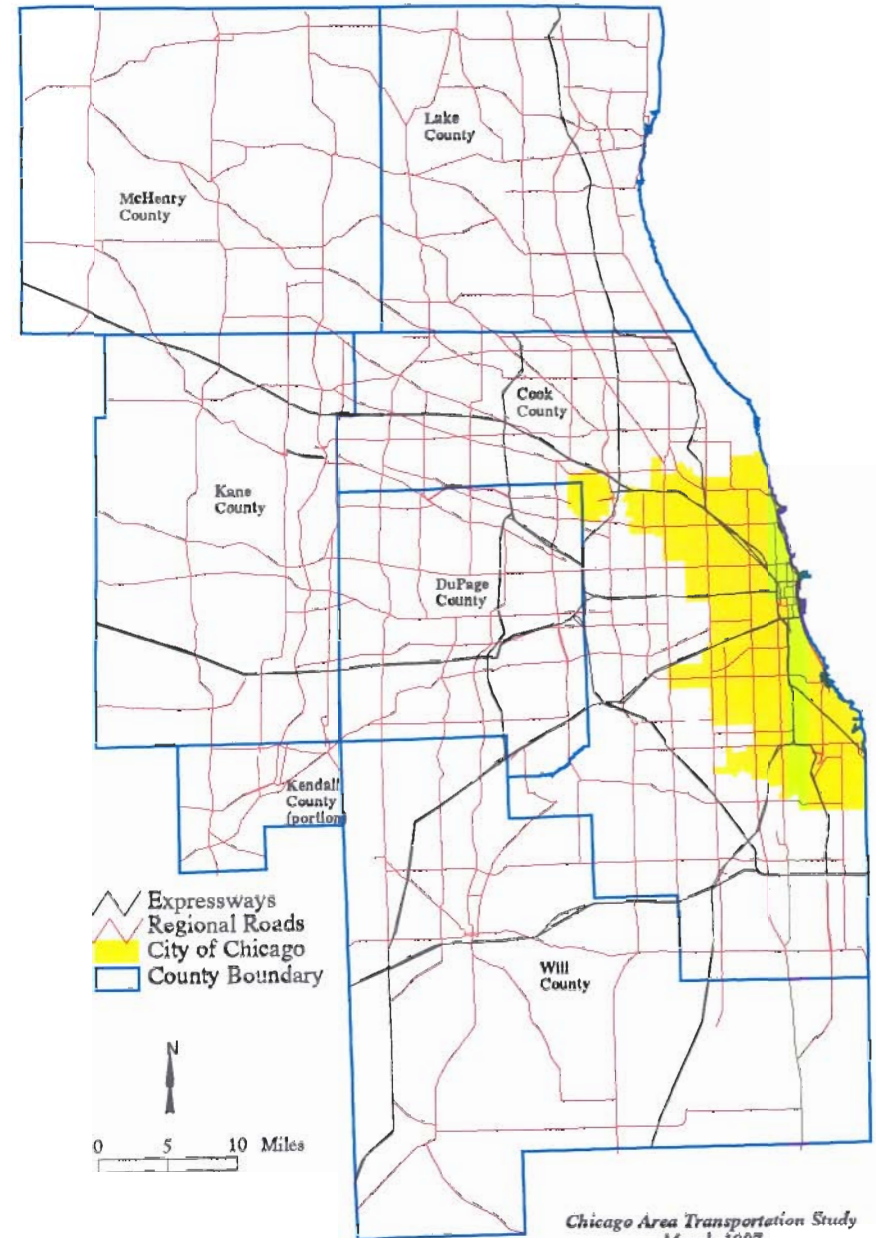 Lake
County
McHenry
County
Cook
County
Kane
County
DuPage
County
Kendall
County
(portion)
Expressways
Regional Roads
City of Chicago
County Boundary
Will
County
N
0 5 10 Miles
Chicago Area Transportation Study